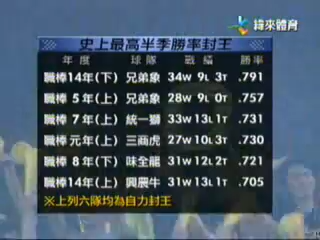 緯來體育
史上最高半季勝率封王
年度 球隊 戰績 勝率
職棒14年(下) 兄弟象 34W 9L 3T .791
職棒5年(上) 兄弟象 28W 9L 0T .757
職棒7年(下) 統一獅 33W 13L 1T .731
職棒元年(上) 三商虎 27W 10L 3T .730
職棒8年(下) 味全龍 31W 12L 2T .721
職棒14年(上) 興農牛 31W 13L 1T .705
※上列六隊均為自力封王